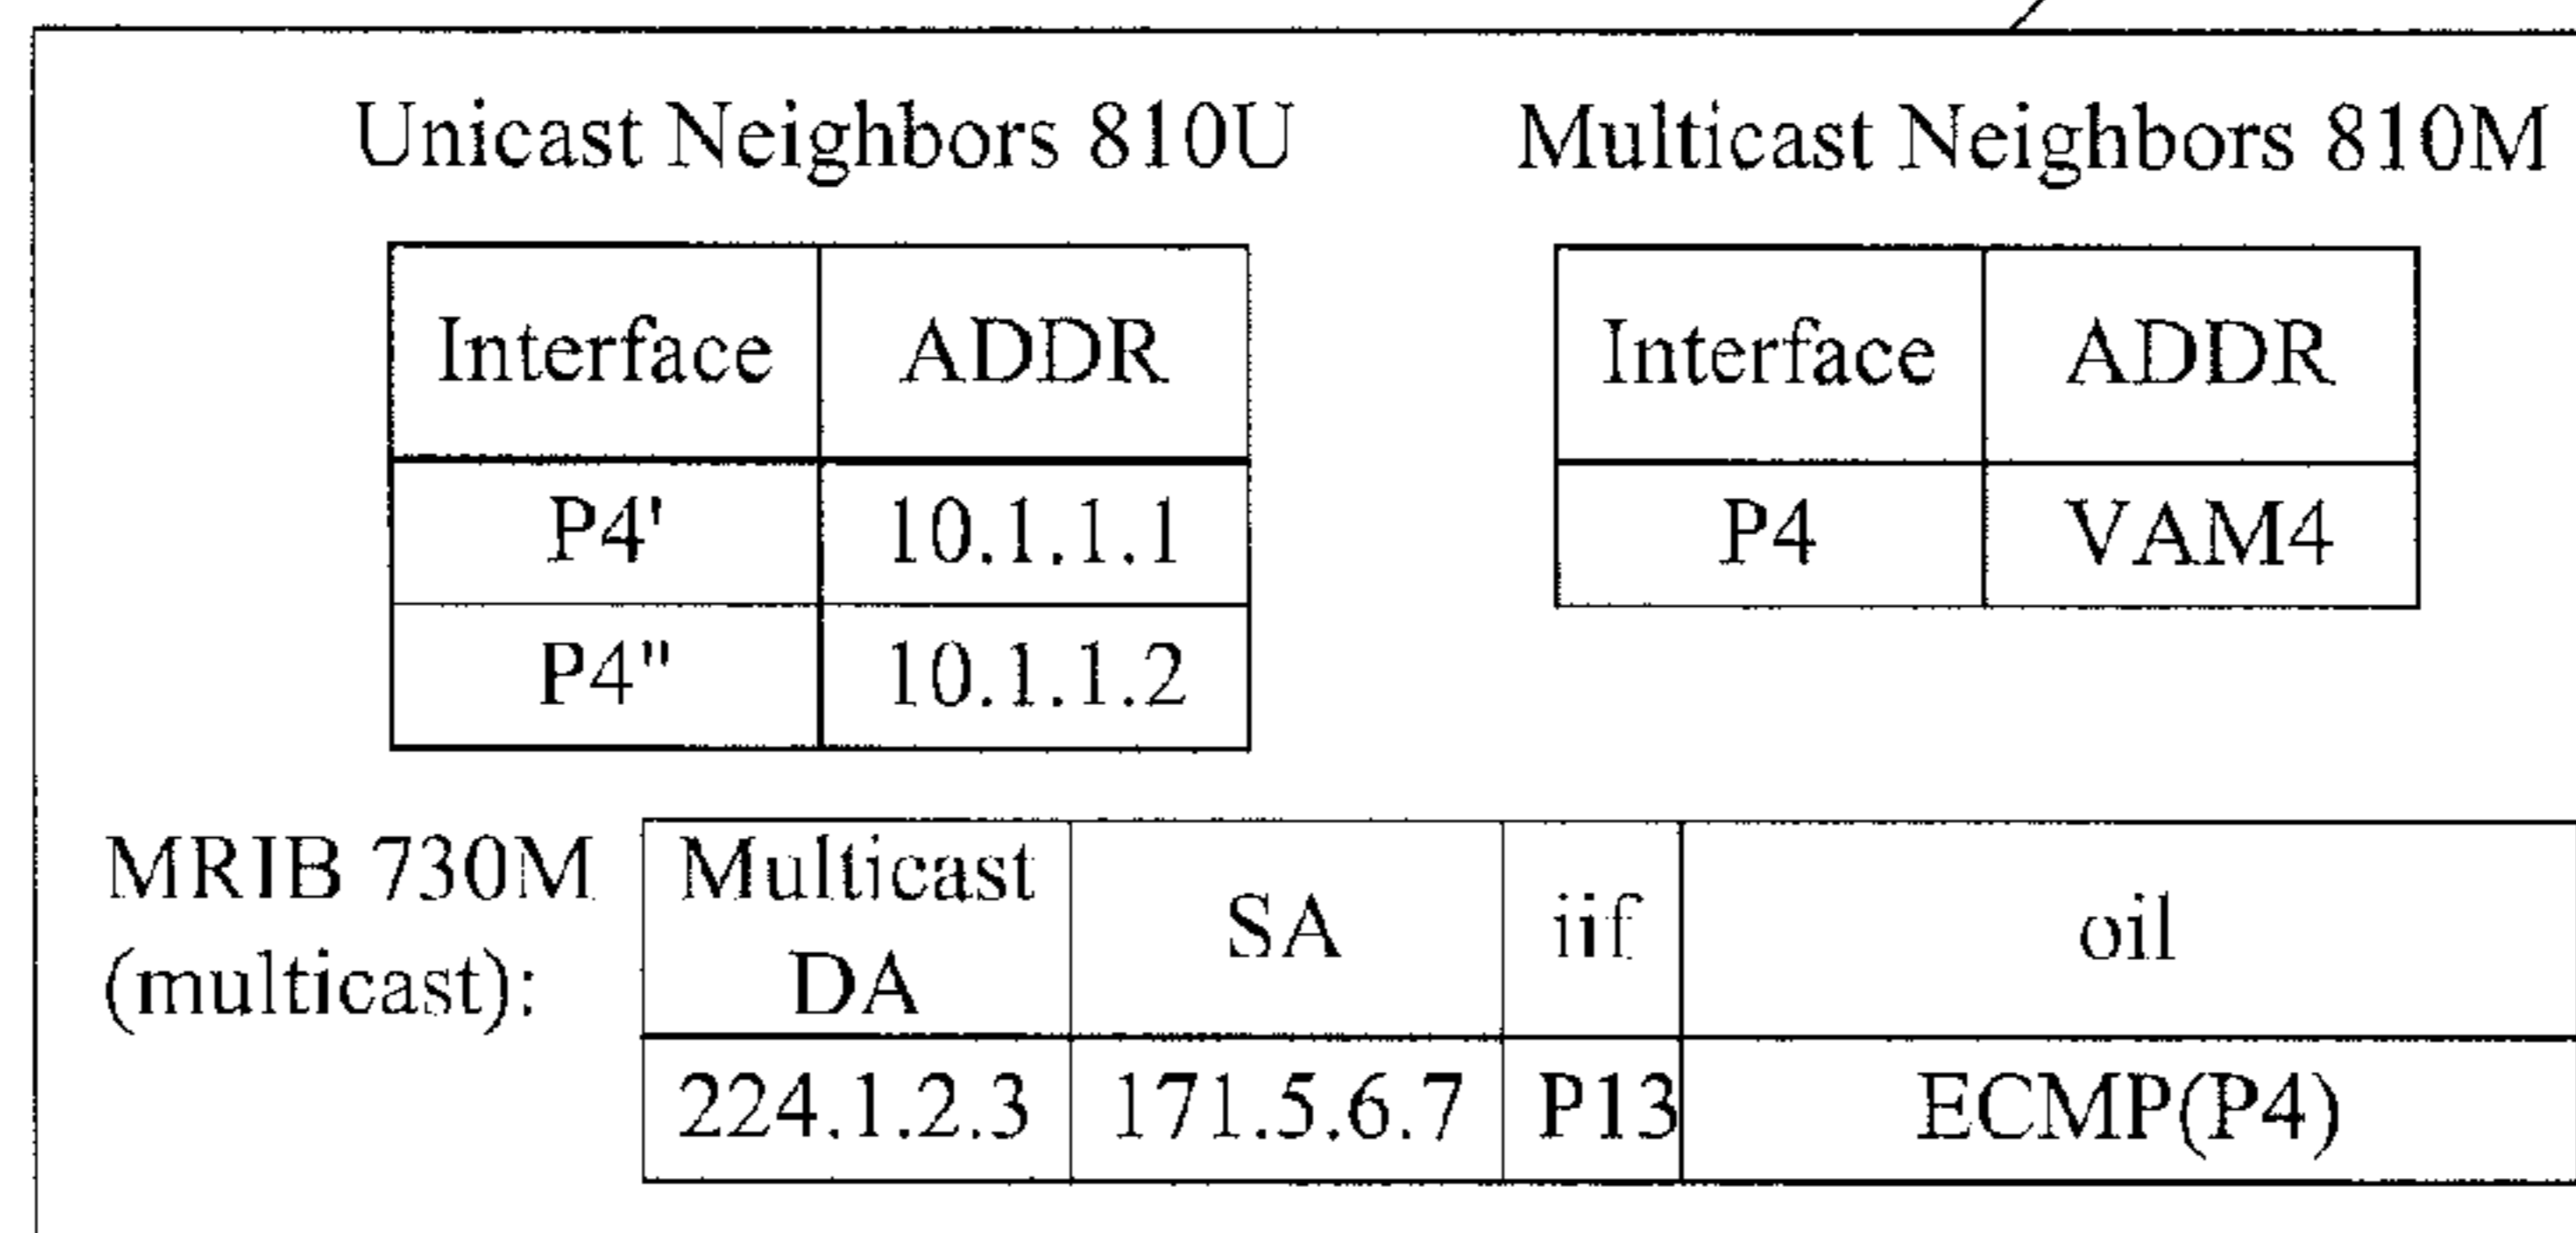 Unicast Neighbors 810U Multicast Neighbors 810M
Interface ADDR Interface ADDR
P4' 10.1.1.1 P4 VAM4
P4" 10.1.1.2
MRIB 730M Multicast SA iif oil
(multicast): DA
224.1.2.3 171.5.6.7 P13 ECMP(P4)